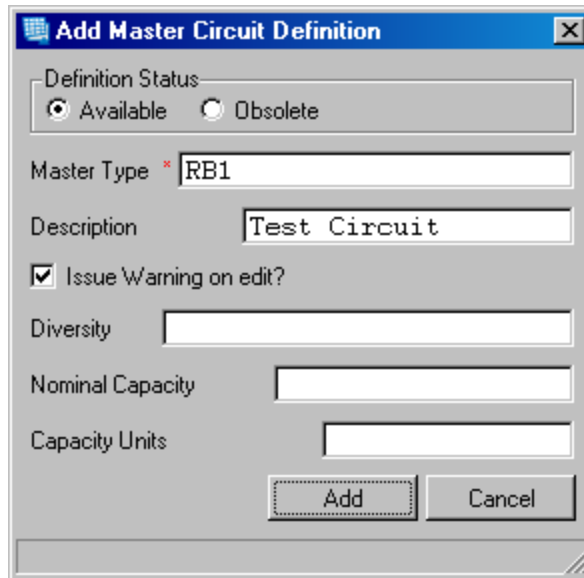 Add Master Circuit Definition
Definition Status
Available Obsolete
Master Type * RB1
Description Test Circuit
Issue Warning on edit?
Diversity
Nominal Capacity
Capacity Units
Add Cancel